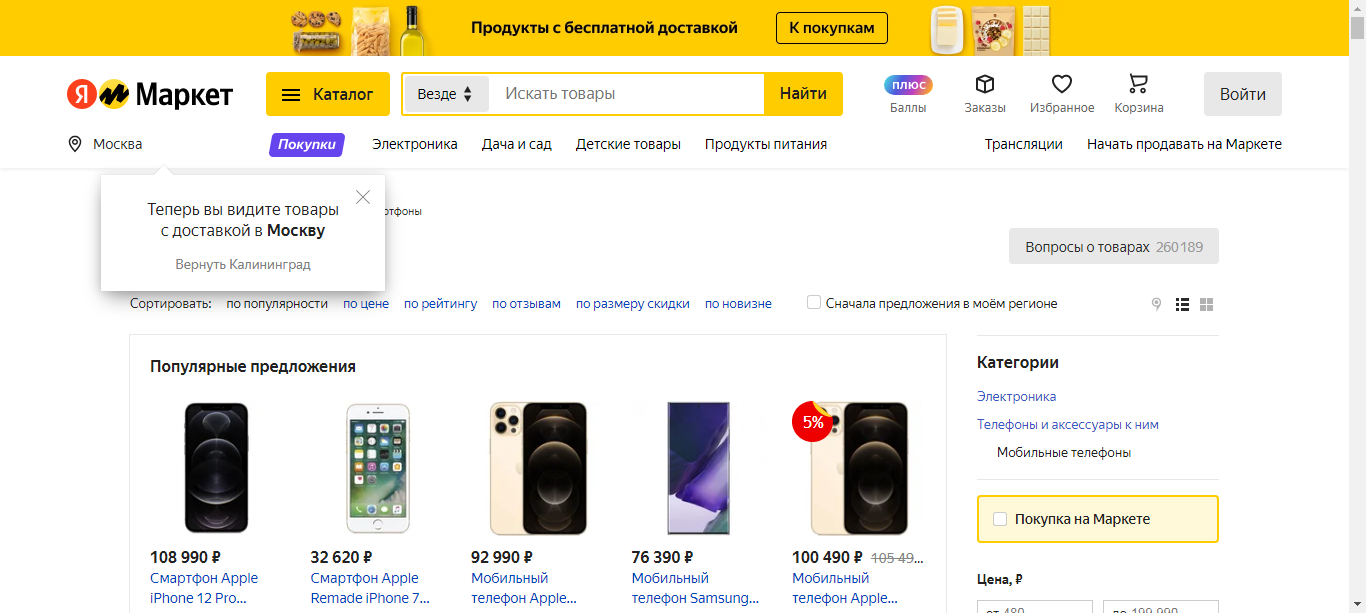 Продукты с бесплатной доставкой
К покупкам
Я Маркет
Каталог
Везде
Искать товары
Найти
плюс
Баллы
Заказы
Избранное
Корзина
Войти
Москва
Покупки
Электроника
Дача и сад
Детские товары
Продукты питания
Трансляции
Начать продавать на Маркете
Теперь вы видите товары
с доставкой в Москву
Вернуть Калининград
Вопросы о товарах 260 189
Сортировать: по популярности по цене по рейтингу по отзывам по размеру скидки по новизне
Сначала предложения в моём регионе
Популярные предложения
5%
108 990 ₽
Смартфон Apple
iPhone 12 Pro...
32 620 ₽
Смартфон Apple
Remade iPhone 7...
92 990 ₽
Мобильный
телефон Apple...
76 390 ₽
Мобильный
телефон Samsung...
100 490 ₽ 105 49...
Мобильный
телефон Apple...
Категории
Электроника
Телефоны и аксессуары к ним
Мобильные телефоны
Покупка на Маркете
Цена, ₽
от 480
до 199 990